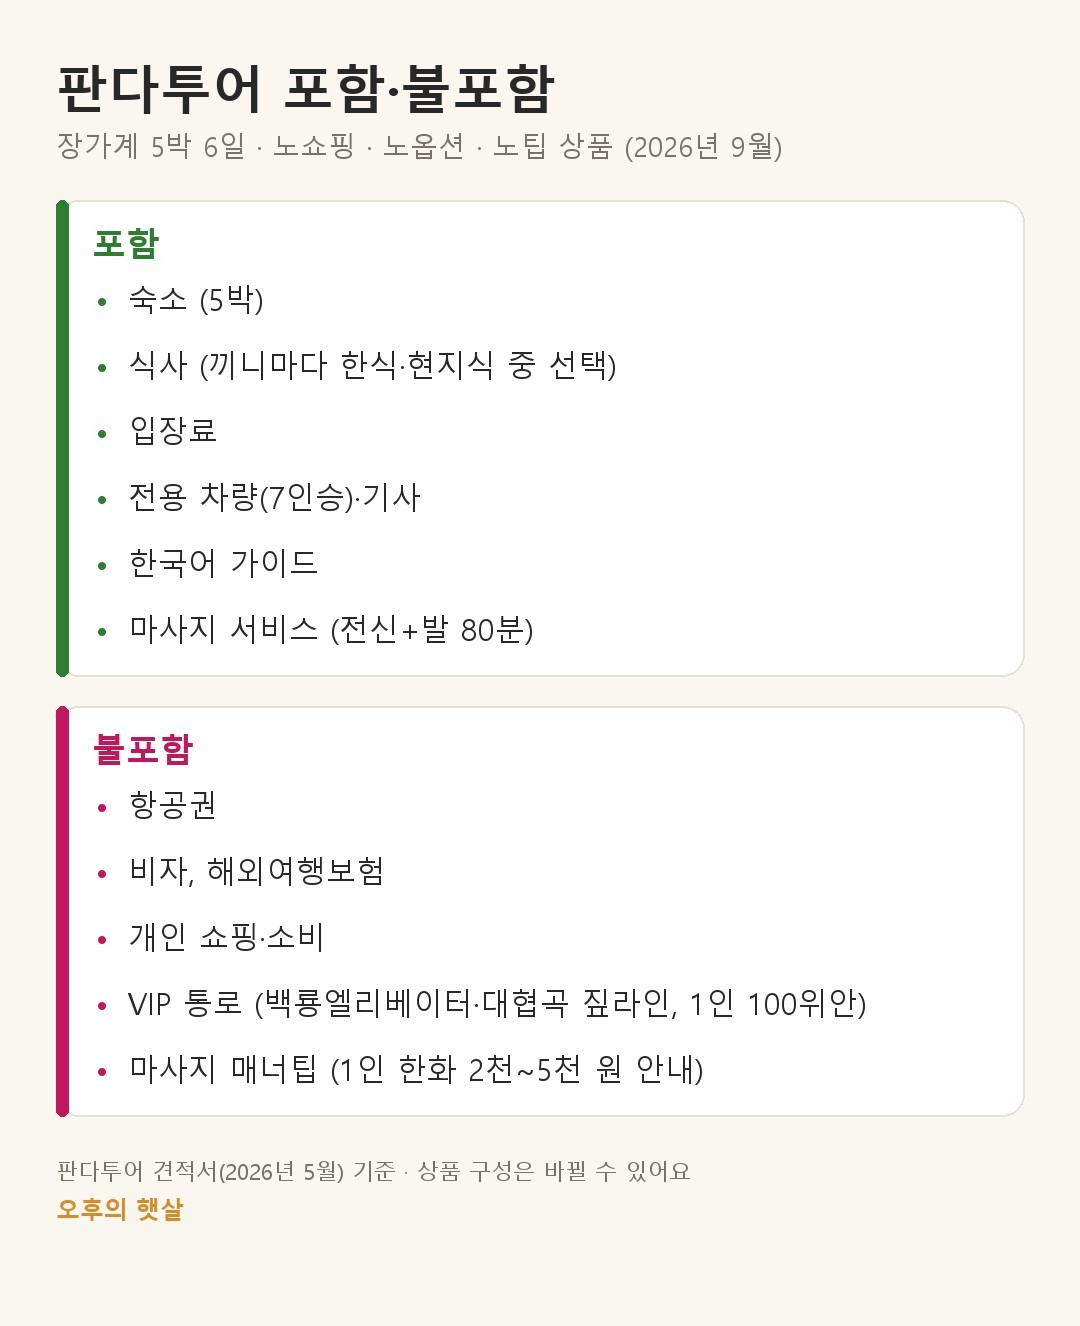 판다투어 포함·불포함
장가계 5박 6일 · 노쇼핑 · 노옵션 · 노팁 상품 (2026년 9월)
포함
• 숙소 (5박)
• 식사 (끼니마다 한식·현지식 중 선택)
• 입장료
• 전용 차량(7인승)·기사
• 한국어 가이드
• 마사지 서비스 (전신+발 80분)
불포함
• 항공권
• 비자, 해외여행보험
• 개인 쇼핑·소비
• VIP 통로 (백룡엘리베이터·대협곡 짚라인, 1인 100위안)
• 마사지 매너팁 (1인 한화 2천~5천 원 안내)
판다투어 견적서(2026년 5월) 기준 · 상품 구성은 바뀔 수 있어요
오후의 햇살